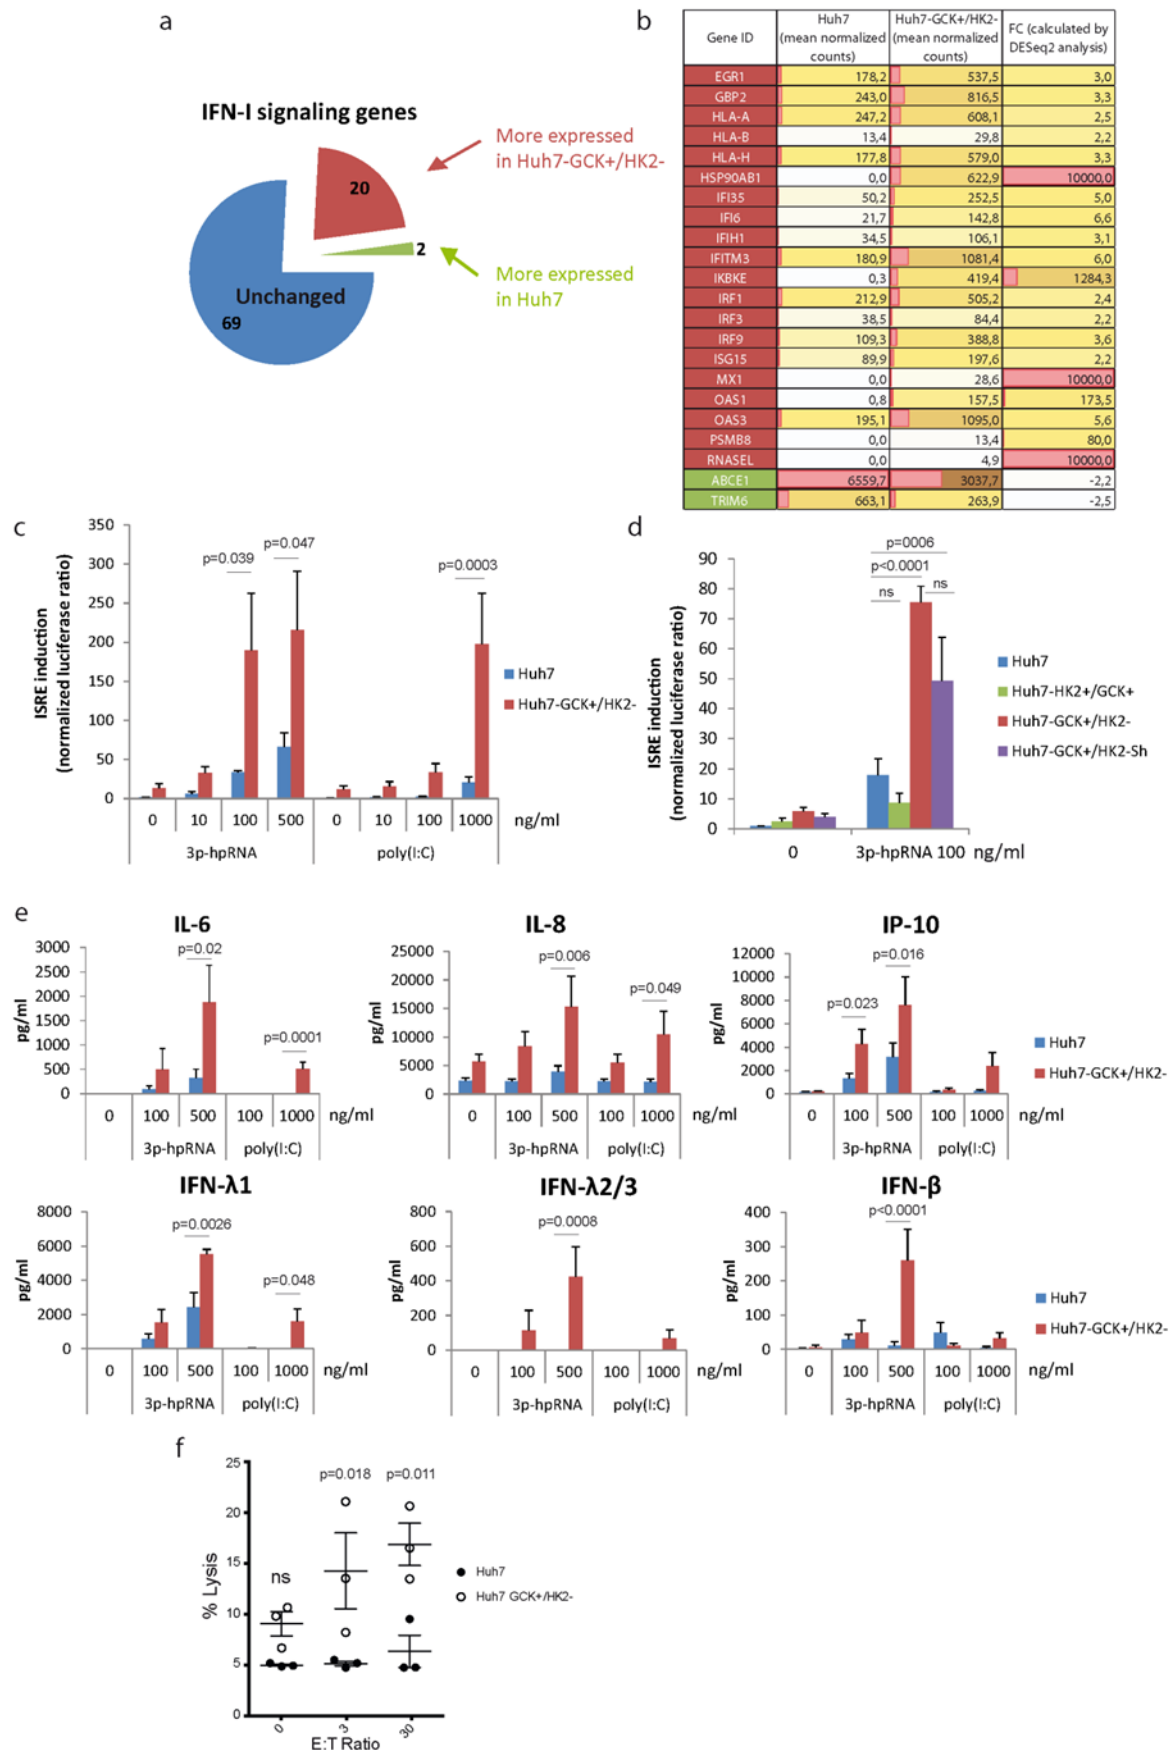 a
IFN-I signaling genes
More expressed
in Huh7-GCK+/HK2-
20
2
More expressed
in Huh7
Unchanged
69
b
Gene ID
Huh7
(mean normalized
counts)
Huh7-GCK+/HK2-
(mean normalized
counts)
FC (calculated by
DESeq2 analysis)
EGR1 178,2 537,5 3,0
GBP2 243,0 816,5 3,3
HLA-A 247,2 608,1 2,5
HLA-B 13,4 29,8 2,2
HLA-H 177,8 579,0 3,3
HSP90AB1 0,0 622,9 10000,0
IFI35 50,2 252,5 5,0
IFI6 21,7 142,8 6,6
IFIH1 34,5 106,1 3,1
IFITM3 180,9 1081,4 6,0
IKBKE 0,3 419,4 1284,3
IRF1 212,9 505,2 2,4
IRF3 38,5 84,4 2,2
IRF9 109,3 388,8 3,6
ISG15 89,9 197,6 2,2
MX1 0,0 28,6 10000,0
OAS1 0,8 157,5 173,5
OAS3 195,1 1095,0 5,6
PSMB8 0,0 13,4 80,0
RNASEL 0,0 4,9 10000,0
ABCE1 6559,7 3037,7 -2,2
TRIM6 663,1 263,9 -2,5
c
ISRE induction
(normalized luciferase ratio)
350
300
250
200
150
100
50
0
p=0.039
p=0.047
p=0.0003
Huh7
Huh7-GCK+/HK2-
0 10 100 500 0 10 100 1000 ng/ml
3p-hpRNA poly(I:C)
d
ISRE induction
(normalized luciferase ratio)
90
80
70
60
50
40
30
20
10
0
p=0006
p<0.0001
ns
ns
Huh7
Huh7-HK2+/GCK+
Huh7-GCK+/HK2-
Huh7-GCK+/HK2-Sh
0 3p-hpRNA 100 ng/ml
e
IL-6
pg/ml
3000
2500
2000
1500
1000
500
0
p=0.02
p=0.0001
0 100 500 100 1000 ng/ml
3p-hpRNA poly(I:C)
IL-8
pg/ml
25000
20000
15000
10000
5000
0
p=0.006
p=0.049
0 100 500 100 1000 ng/ml
3p-hpRNA poly(I:C)
IP-10
pg/ml
12000
10000
8000
6000
4000
2000
0
p=0.016
p=0.023
Huh7
Huh7-GCK+/HK2-
0 100 500 100 1000 ng/ml
3p-hpRNA poly(I:C)
IFN-λ1
pg/ml
8000
6000
4000
2000
0
p=0.0026
p=0.048
0 100 500 100 1000 ng/ml
3p-hpRNA poly(I:C)
IFN-λ2/3
pg/ml
800
600
400
200
0
p=0.0008
0 100 500 100 1000 ng/ml
3p-hpRNA poly(I:C)
IFN-β
pg/ml
400
300
200
100
0
p<0.0001
Huh7
Huh7-GCK+/HK2-
0 100 500 100 1000 ng/ml
3p-hpRNA poly(I:C)
f
% Lysis
25
20
15
10
5
0
ns
p=0.018
p=0.011
Huh7
Huh7 GCK+/HK2-
0 3 30
E:T Ratio